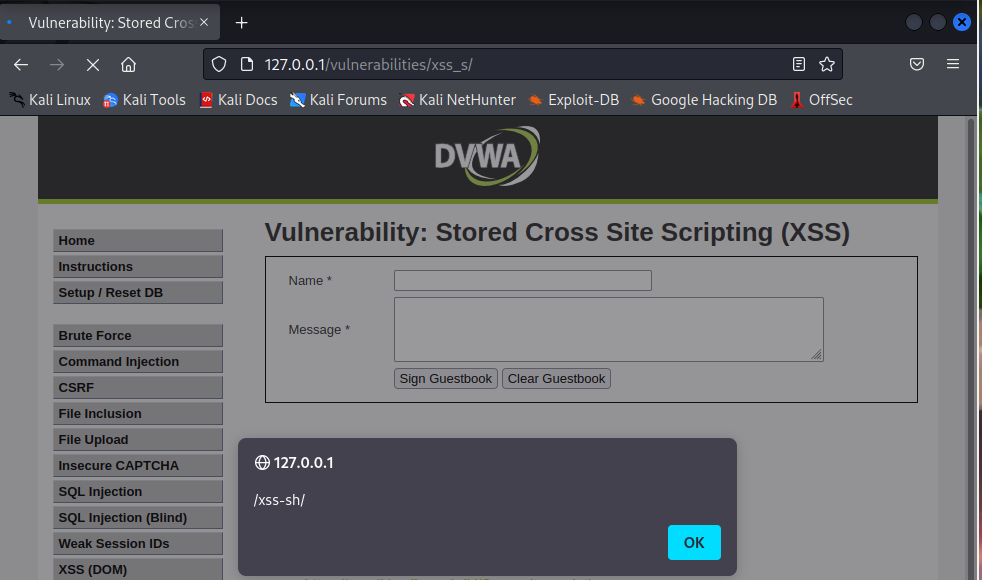 Vulnerability: Stored Cros
127.0.0.1/vulnerabilities/xss_s/
Kali Linux Kali Tools Kali Docs Kali Forums Kali NetHunter Exploit-DB Google Hacking DB OffSec
DVWA
Vulnerability: Stored Cross Site Scripting (XSS)
Home
Instructions
Setup / Reset DB
Brute Force
Command Injection
CSRF
File Inclusion
File Upload
Insecure CAPTCHA
SQL Injection
SQL Injection (Blind)
Weak Session IDs
XSS (DOM)
Name *
Message *
Sign Guestbook Clear Guestbook
127.0.0.1
/xss-sh/
OK